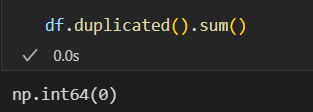 df.duplicated().sum()
0.0s
np.int64(0)